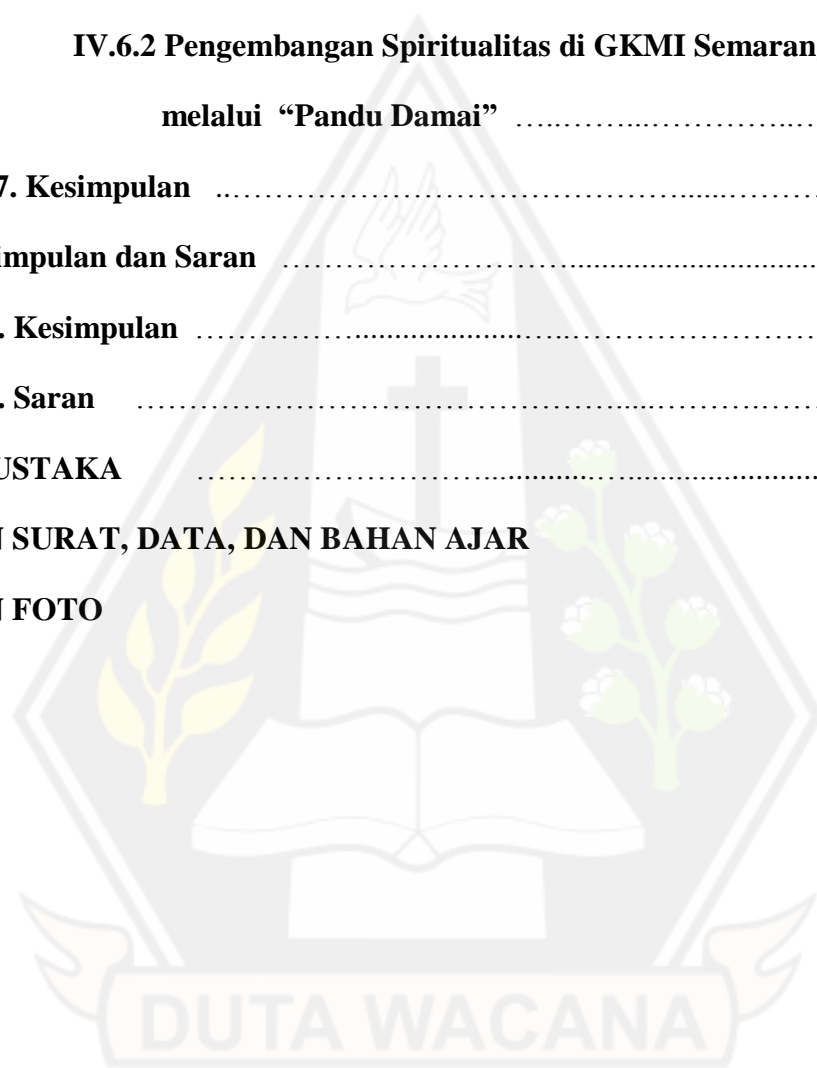 IV.6.2 Pengembangan Spiritualitas di GKMI Semaran
melalui “Pandu Damai” …..……...………….…
7. Kesimpulan ..…………………………………………......………
impulan dan Saran ………………………..............................
. Kesimpulan ……………......................…..……………………
. Saran …………………………………………....……….……
USTAKA ………………………..............….........................
N SURAT, DATA, DAN BAHAN AJAR
N FOTO
DUTA WACANA